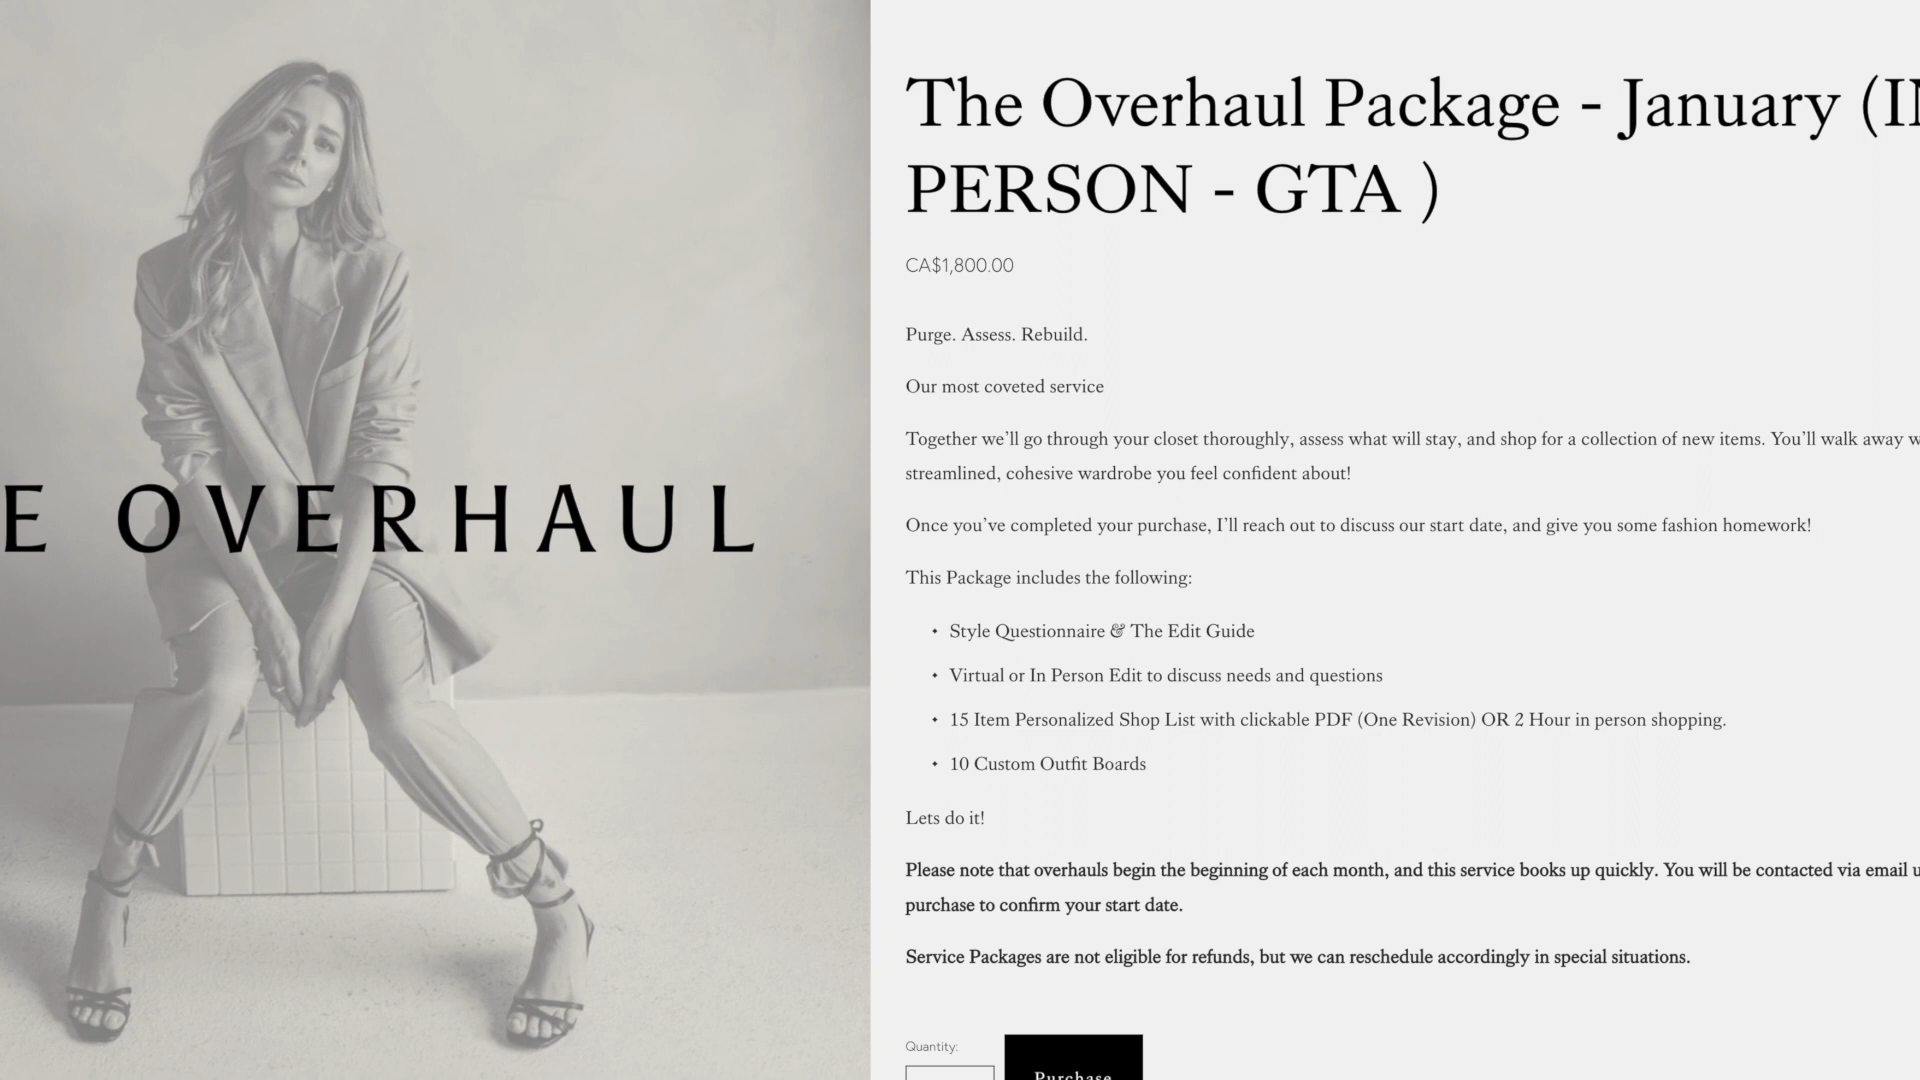 E OVERHAUL
The Overhaul Package - January (IN
PERSON - GTA )
CA$1,800.00
Purge. Assess. Rebuild.
Our most coveted service
Together we’ll go through your closet thoroughly, assess what will stay, and shop for a collection of new items. You’ll walk away
streamlined, cohesive wardrobe you feel confident about!
Once you’ve completed your purchase, I’ll reach out to discuss our start date, and give you some fashion homework!
This Package includes the following:
• Style Questionnaire & The Edit Guide
• Virtual or In Person Edit to discuss needs and questions
• 15 Item Personalized Shop List with clickable PDF (One Revision) OR 2 Hour in person shopping.
• 10 Custom Outfit Boards
Lets do it!
Please note that overhauls begin the beginning of each month, and this service books up quickly. You will be contacted via email
purchase to confirm your start date.
Service Packages are not eligible for refunds, but we can reschedule accordingly in special situations.
Quantity:
Purchase